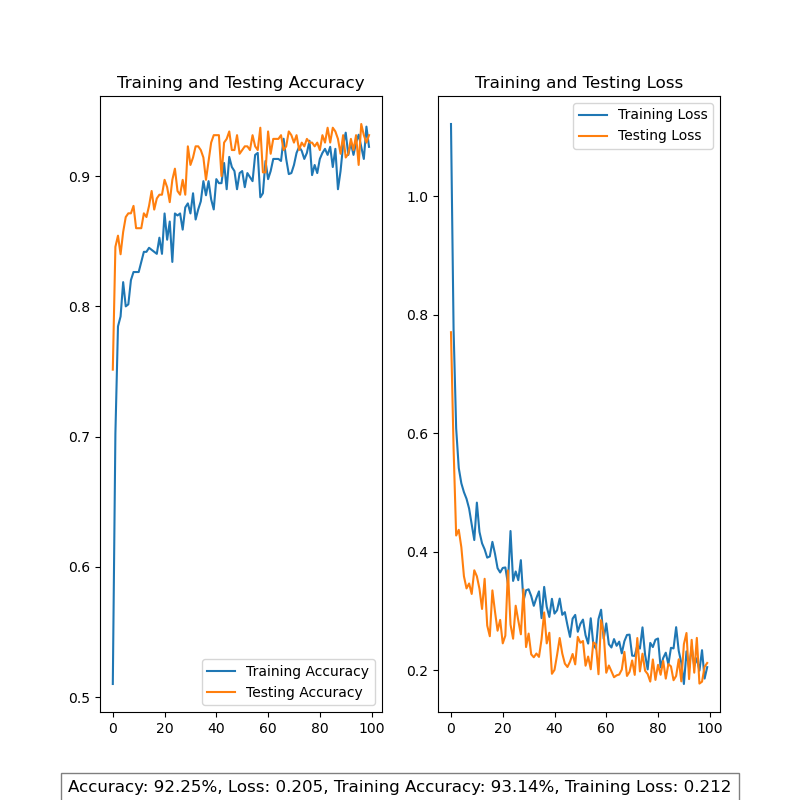 Training and Testing Accuracy
0.9
0.8
0.7
0.6
0.5
0 20 40 60 80 100
Training Accuracy
Testing Accuracy
Training and Testing Loss
1.0
0.8
0.6
0.4
0.2
0 20 40 60 80 100
Training Loss
Testing Loss
Accuracy: 92.25%, Loss: 0.205, Training Accuracy: 93.14%, Training Loss: 0.212